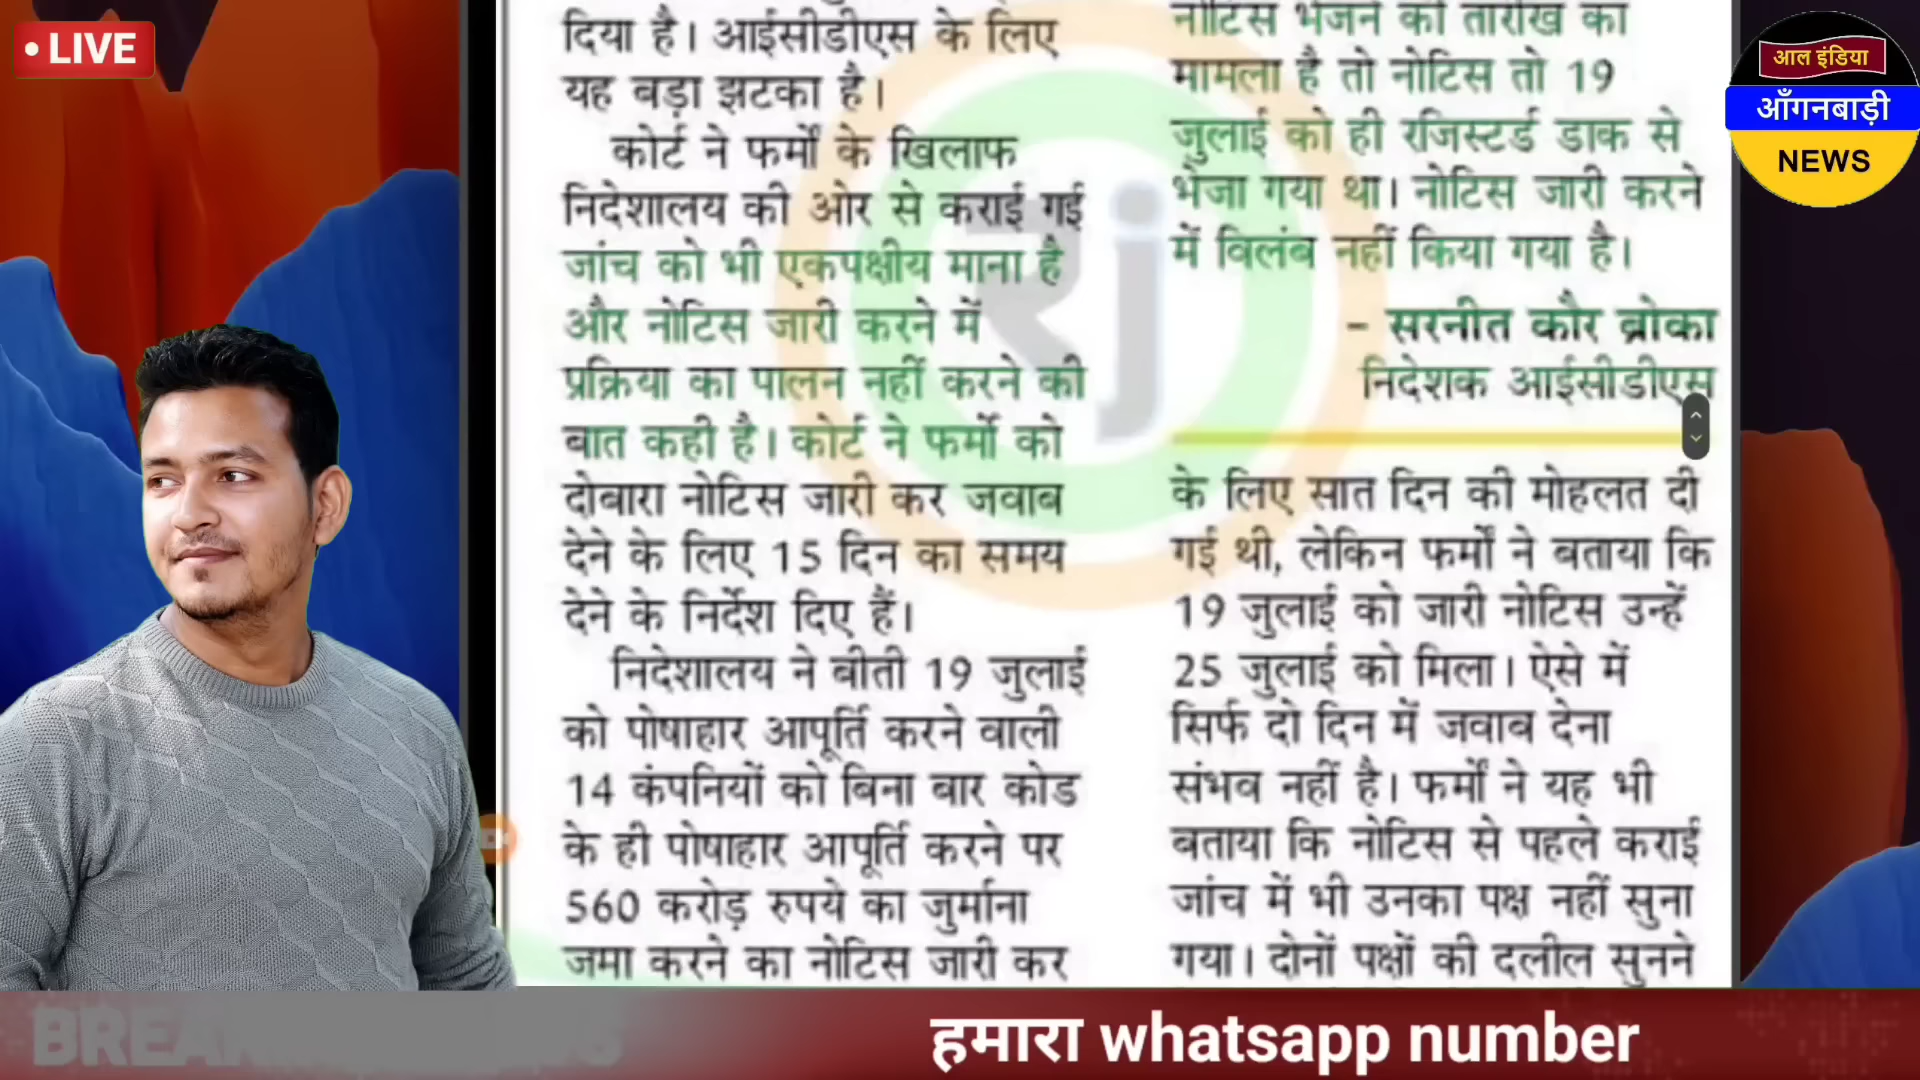 • LIVE
दिया है। आईसीडीएस के लिए
यह बड़ा झटका है।
कोर्ट ने फर्मों के खिलाफ
निदेशालय की ओर से कराई गई
जांच को भी एकपक्षीय माना है
और नोटिस जारी करने में
प्रक्रिया का पालन नहीं करने की
बात कही है। कोर्ट ने फर्मो को
दोबारा नोटिस जारी कर जवाब
देने के लिए 15 दिन का समय
देने के निर्देश दिए हैं।
निदेशालय ने बीती 19 जुलाई
को पोषाहार आपूर्ति करने वाली
14 कंपनियों को बिना बार कोड
के ही पोषाहार आपूर्ति करने पर
560 करोड़ रुपये का जुर्माना
जमा करने का नोटिस जारी कर
नोटिस भेजने की तारीख का
मामला है तो नोटिस तो 19
जुलाई को ही रजिस्टर्ड डाक से
भेजा गया था। नोटिस जारी करने
में विलंब नहीं किया गया है।
- सरनीत कौर ब्रोका
निदेशक आईसीडीएस
के लिए सात दिन की मोहलत दी
गई थी, लेकिन फर्मों ने बताया कि
19 जुलाई को जारी नोटिस उन्हें
25 जुलाई को मिला। ऐसे में
सिर्फ दो दिन में जवाब देना
संभव नहीं है। फर्मों ने यह भी
बताया कि नोटिस से पहले कराई
जांच में भी उनका पक्ष नहीं सुना
गया। दोनों पक्षों की दलील सुनने
रj
आल इंडिया
आँगनबाड़ी
NEWS
हमारा whatsapp number